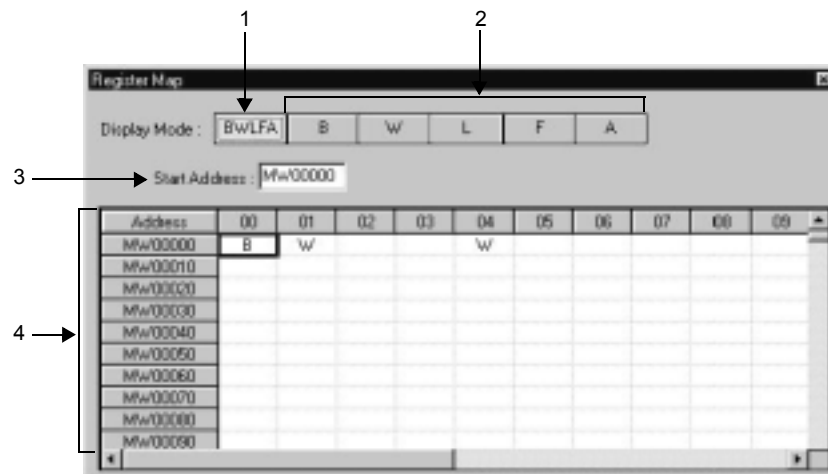 1 2
Register Map
Display Mode : BWLFA B W L F A
3 Start Address : MW00000
Address 00 01 02 03 04 05 06 07 08 09
MW00000 B W W
MW00010
MW00020
MW00030
4 MW00040
MW00050
MW00060
MW00070
MW00080
MW00090